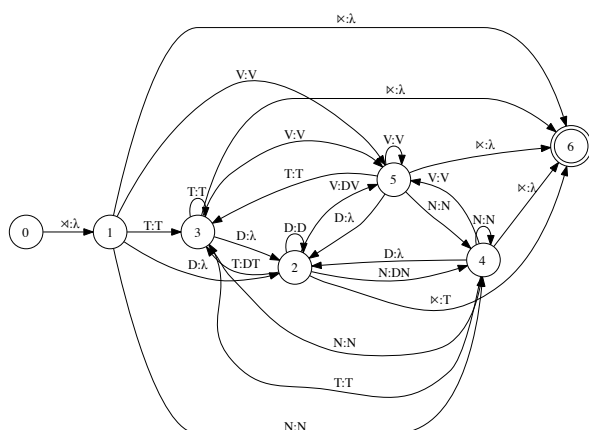 ⋉:λ
V:V
⋉:λ
V:V
V:V
6
T:T
⋉:λ
T:T
V:DV
5
V:V
⋉:λ
D:λ
N:N
N:N
0
⋊:λ
1
T:T
3
D:λ
D:D
D:λ
4
D:λ
T:DT
2
N:DN
⋉:T
N:N
T:T
N:N